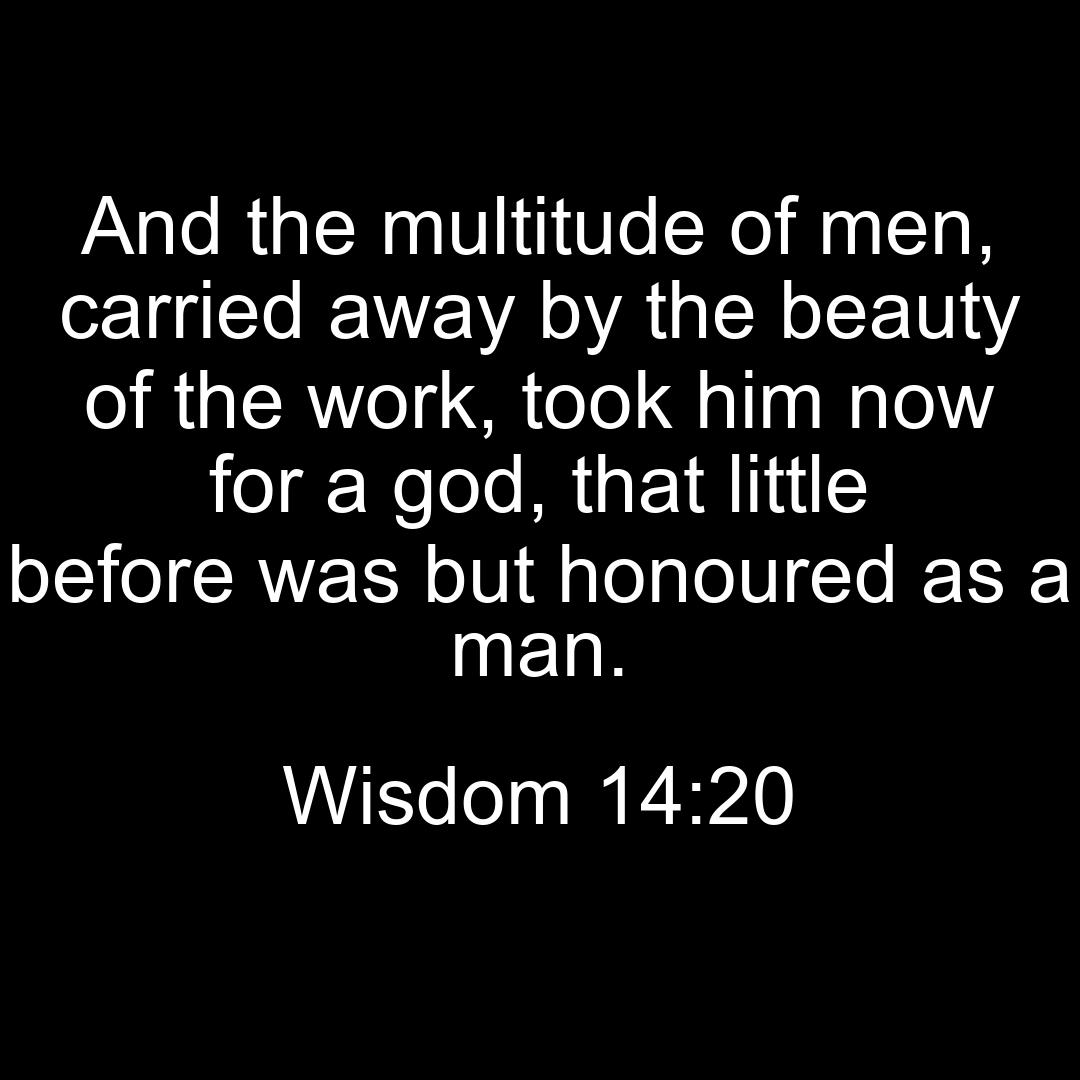 And the multitude of men,
carried away by the beauty
of the work, took him now
for a god, that little
before was but honoured as a
man.
Wisdom 14:20